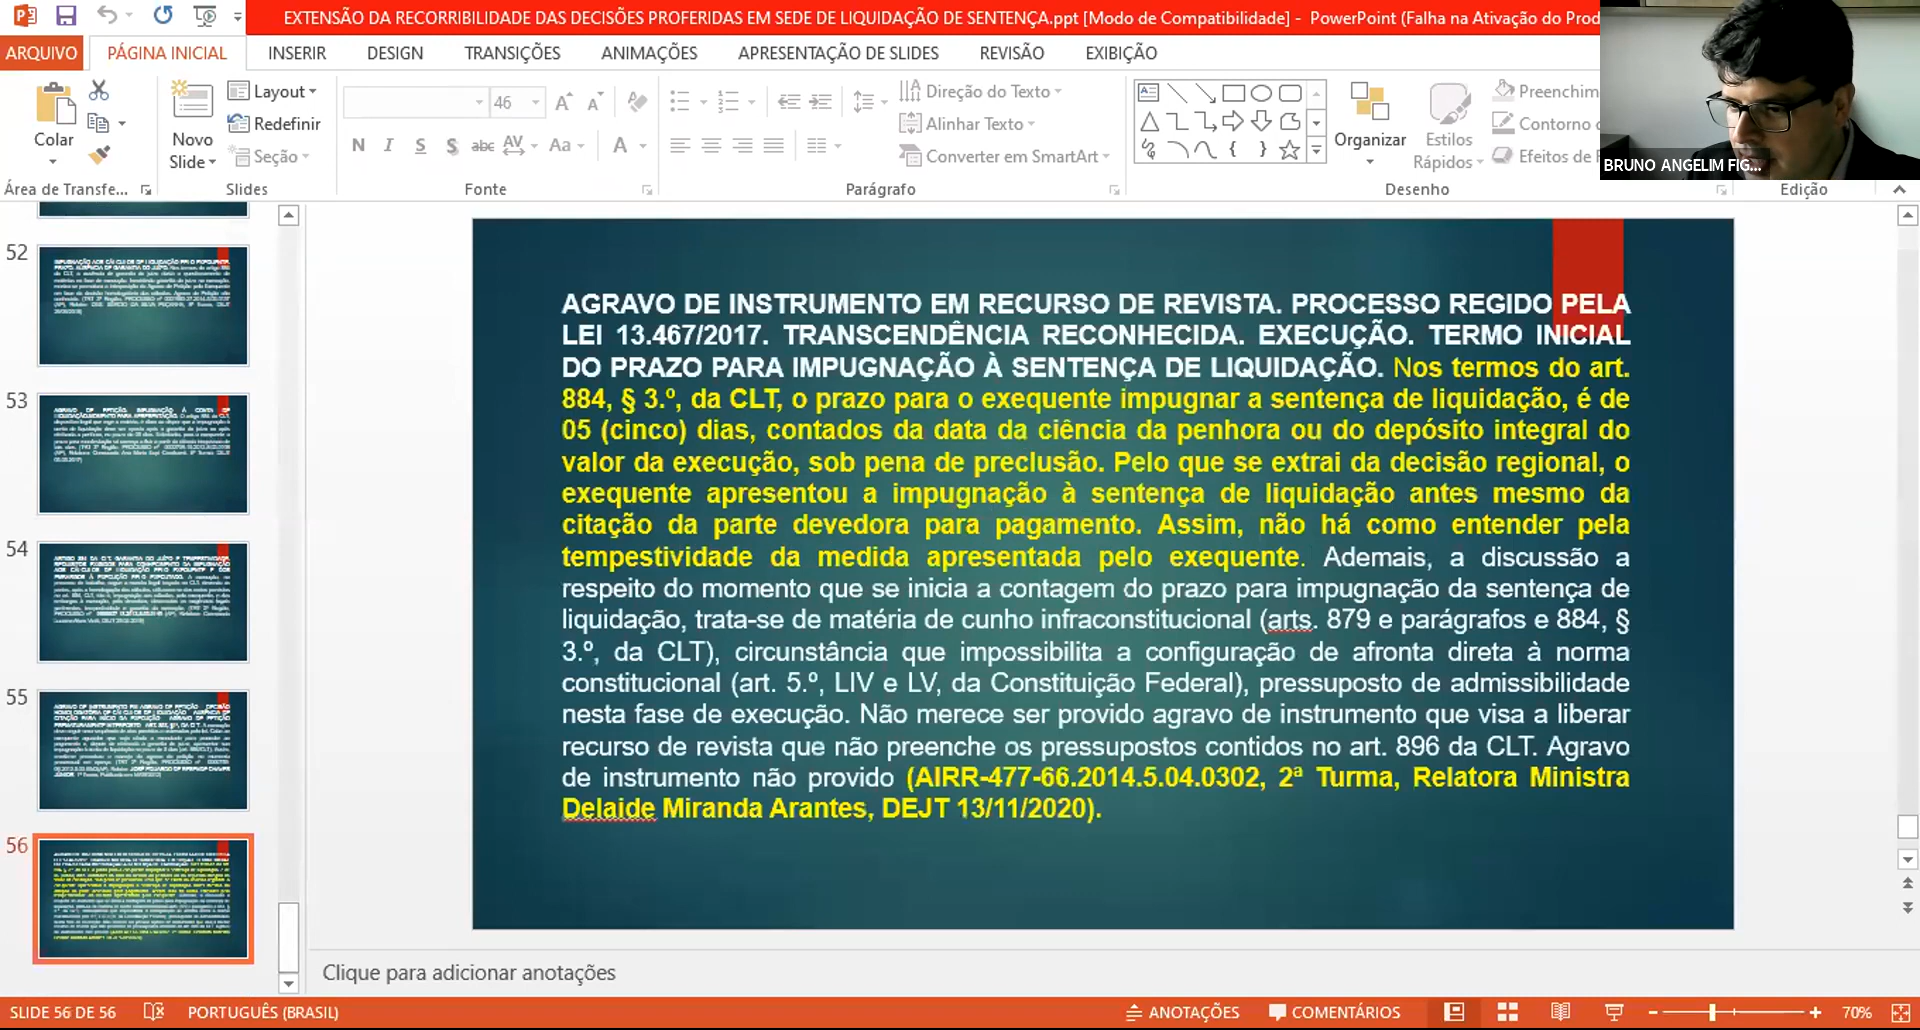 EXTENSÃO DA RECORRIBILIDADE DAS DECISÕES PROFERIDAS EM SEDE DE LIQUIDAÇÃO DE SENTENÇA.ppt [Modo de Compatibilidade] - PowerPoint (Falha na Ativação do Prod
ARQUIVO PÁGINA INICIAL INSERIR DESIGN TRANSIÇÕES ANIMAÇÕES APRESENTAÇÃO DE SLIDES REVISÃO EXIBIÇÃO
Colar
Novo
Slide
Layout
Redefinir
Seção
46
N I S S abc AV Aa A
Direção do Texto
Alinhar Texto
Converter em SmartArt
Organizar
Estilos
Rápidos
Preenchim
Contorno
Efeitos de
BRUNO ANGELIM FIG...
Área de Transfe... Slides Fonte Parágrafo Desenho Edição
52
53
54
55
56
AGRAVO DE INSTRUMENTO EM RECURSO DE REVISTA. PROCESSO REGIDO PELA
LEI 13.467/2017. TRANSCENDÊNCIA RECONHECIDA. EXECUÇÃO. TERMO INICIAL
DO PRAZO PARA IMPUGNAÇÃO À SENTENÇA DE LIQUIDAÇÃO. Nos termos do art.
884, § 3.º, da CLT, o prazo para o exequente impugnar a sentença de liquidação, é de
05 (cinco) dias, contados da data da ciência da penhora ou do depósito integral do
valor da execução, sob pena de preclusão. Pelo que se extrai da decisão regional, o
exequente apresentou a impugnação à sentença de liquidação antes mesmo da
citação da parte devedora para pagamento. Assim, não há como entender pela
tempestividade da medida apresentada pelo exequente. Ademais, a discussão a
respeito do momento que se inicia a contagem do prazo para impugnação da sentença de
liquidação, trata-se de matéria de cunho infraconstitucional (arts. 879 e parágrafos e 884, §
3.º, da CLT), circunstância que impossibilita a configuração de afronta direta à norma
constitucional (art. 5.º, LIV e LV, da Constituição Federal), pressuposto de admissibilidade
nesta fase de execução. Não merece ser provido agravo de instrumento que visa a liberar
recurso de revista que não preenche os pressupostos contidos no art. 896 da CLT. Agravo
de instrumento não provido (AIRR-477-66.2014.5.04.0302, 2ª Turma, Relatora Ministra
Delaide Miranda Arantes, DEJT 13/11/2020).
Clique para adicionar anotações
SLIDE 56 DE 56 PORTUGUÊS (BRASIL) ANOTAÇÕES COMENTÁRIOS 70%